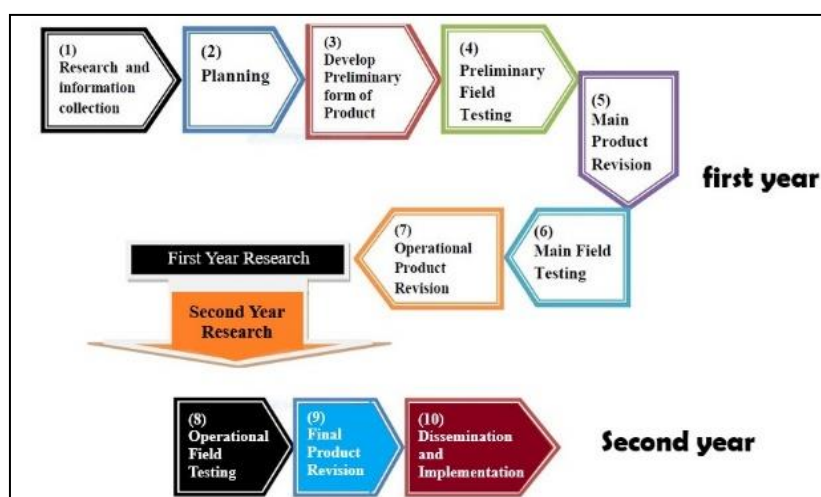 (1)
Research and
information
collection
(2)
Planning
(3)
Develop
Preliminary
form of
Product
(4)
Preliminary
Field
Testing
(5)
Main
Product
Revision
first year
(6)
Main Field
Testing
(7)
Operational
Product
Revision
First Year Research
Second Year
Research
(8)
Operational
Field
Testing
(9)
Final
Product
Revision
(10)
Dissemination
and
Implementation
Second year